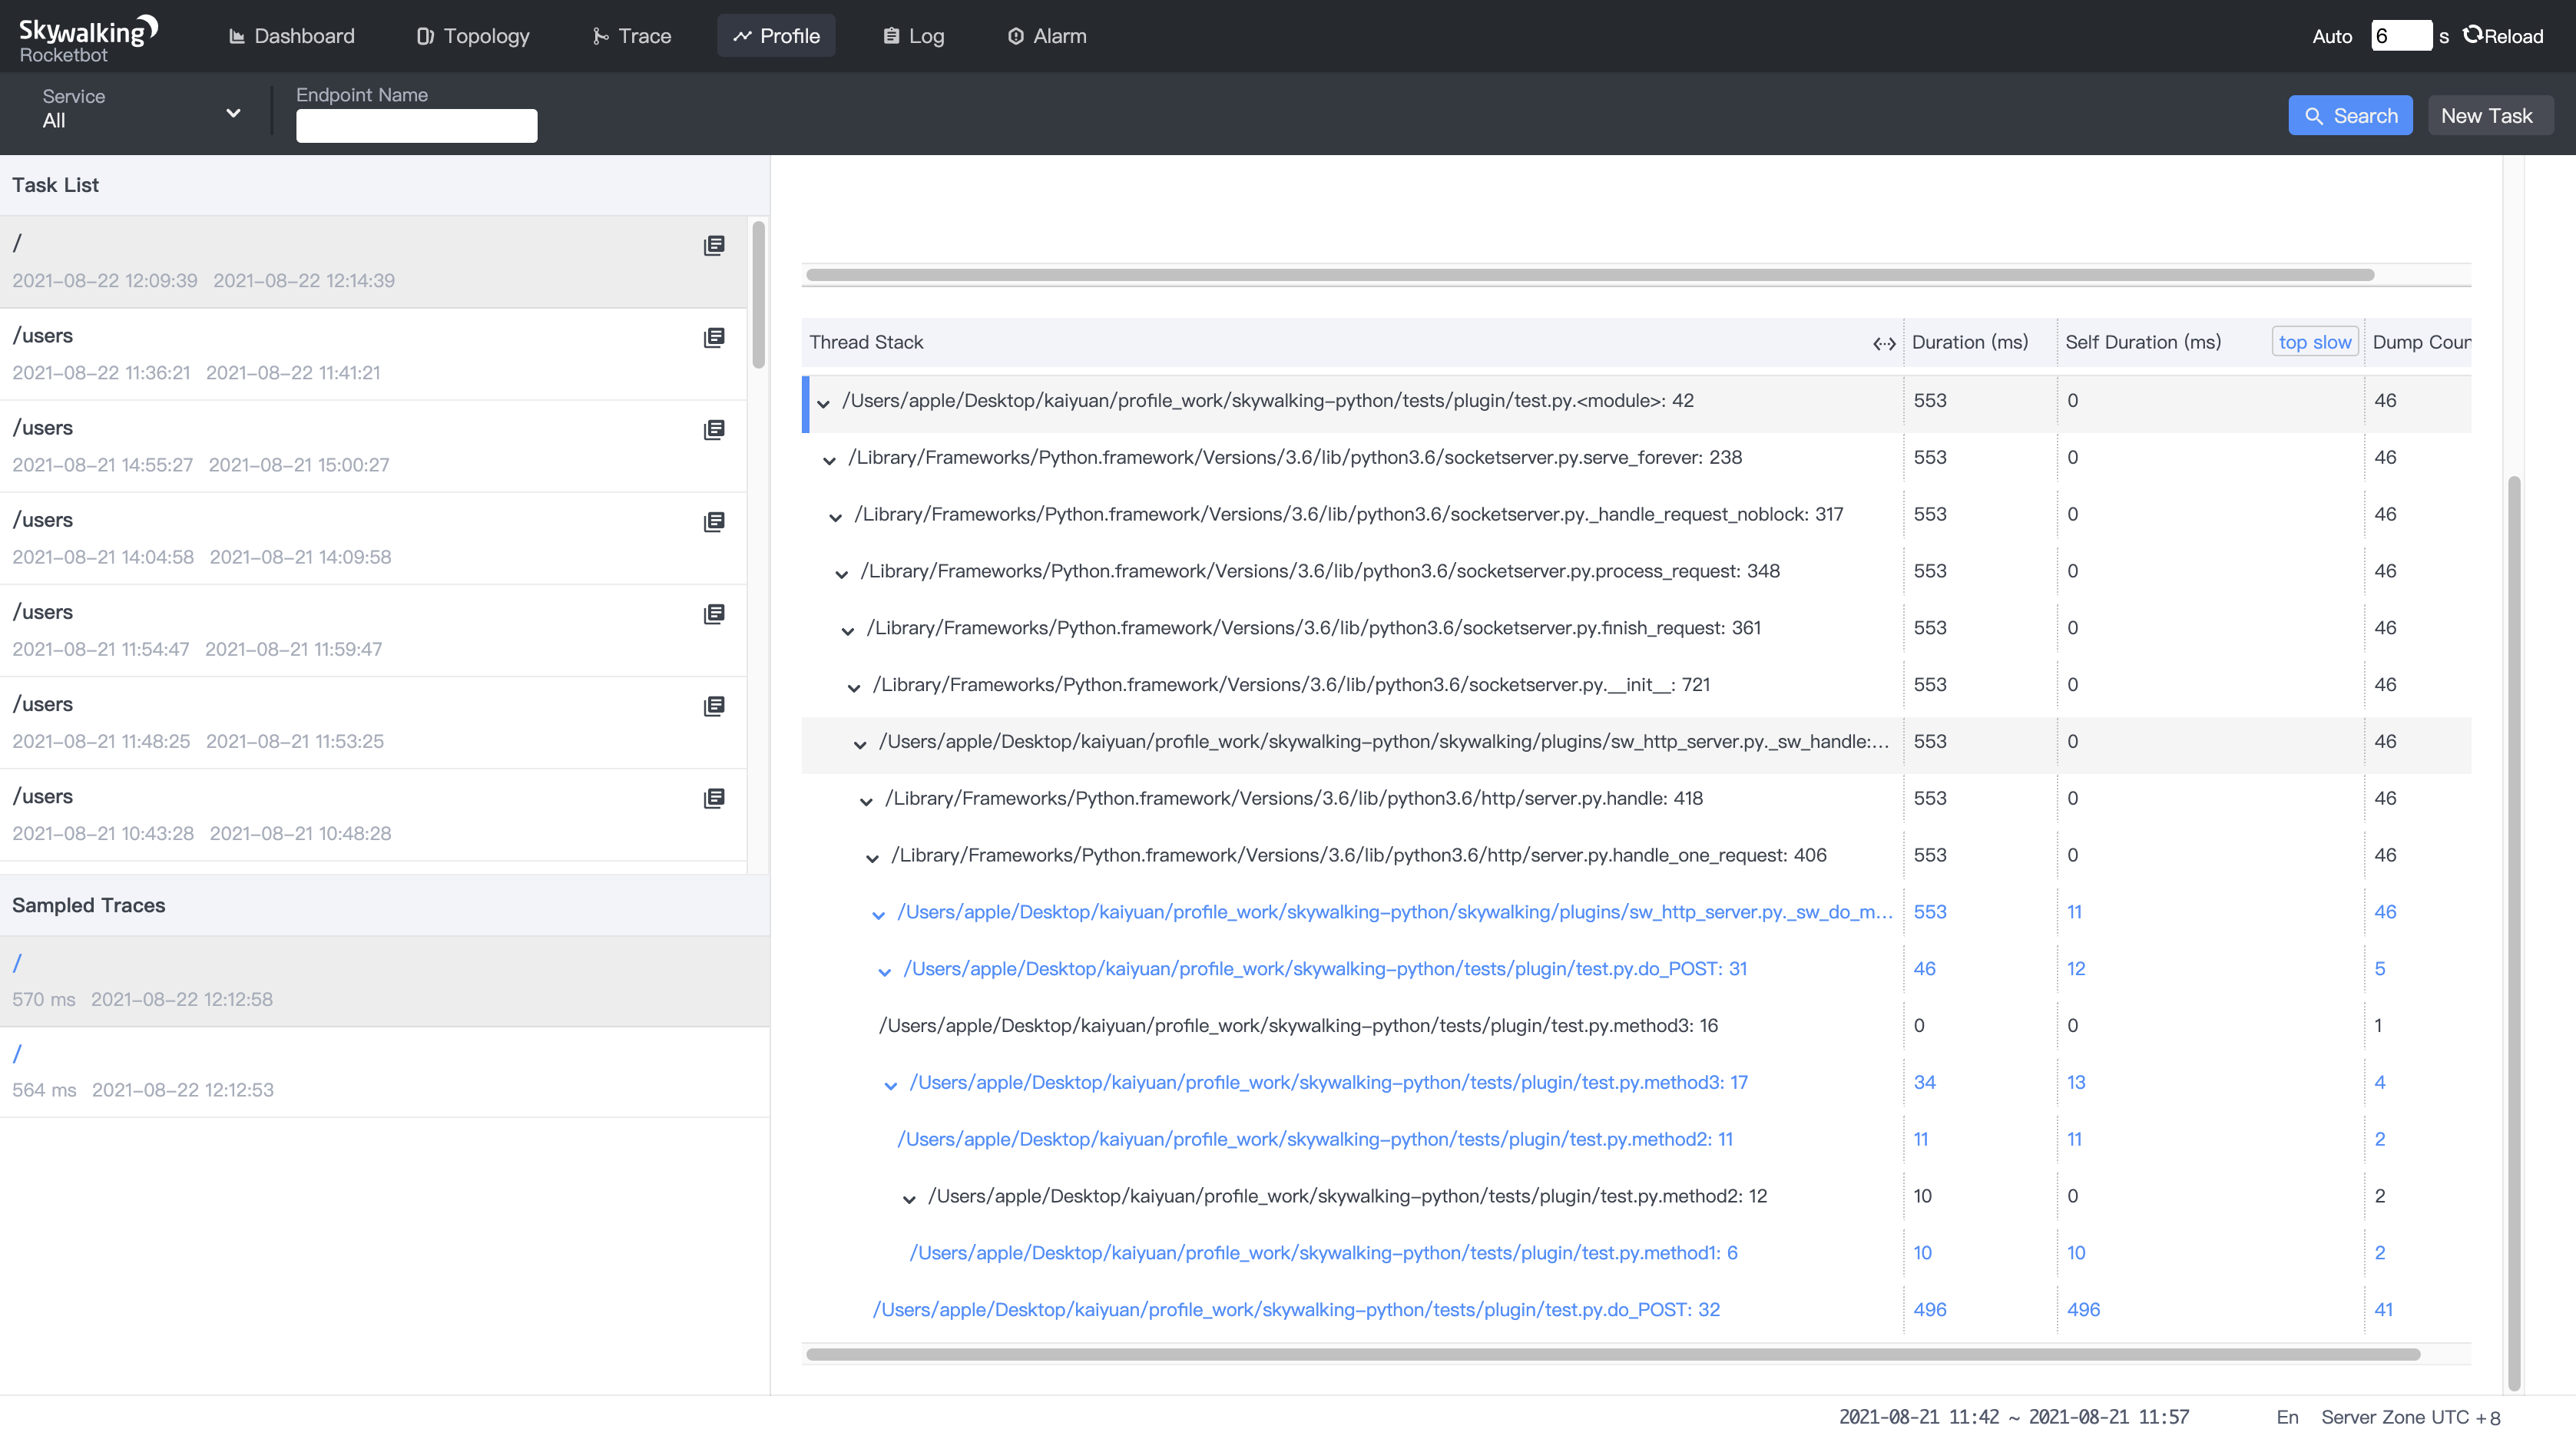 Skywalking
Rocketbot
Dashboard
Topology
Trace
Profile
Log
Alarm
Auto 6 s Reload
Service
All
Endpoint Name
Search
New Task
Task List
/
2021-08-22 12:09:39 2021-08-22 12:14:39
/users
2021-08-22 11:36:21 2021-08-22 11:41:21
/users
2021-08-21 14:55:27 2021-08-21 15:00:27
/users
2021-08-21 14:04:58 2021-08-21 14:09:58
/users
2021-08-21 11:54:47 2021-08-21 11:59:47
/users
2021-08-21 11:48:25 2021-08-21 11:53:25
/users
2021-08-21 10:43:28 2021-08-21 10:48:28
Sampled Traces
/
570 ms 2021-08-22 12:12:58
/
564 ms 2021-08-22 12:12:53
Thread Stack Duration (ms) Self Duration (ms) top slow Dump Coun
/Users/apple/Desktop/kaiyuan/profile_work/skywalking-python/tests/plugin/test.py.<module>: 42 553 0 46
/Library/Frameworks/Python.framework/Versions/3.6/lib/python3.6/socketserver.py.serve_forever: 238 553 0 46
/Library/Frameworks/Python.framework/Versions/3.6/lib/python3.6/socketserver.py._handle_request_noblock: 317 553 0 46
/Library/Frameworks/Python.framework/Versions/3.6/lib/python3.6/socketserver.py.process_request: 348 553 0 46
/Library/Frameworks/Python.framework/Versions/3.6/lib/python3.6/socketserver.py.finish_request: 361 553 0 46
/Library/Frameworks/Python.framework/Versions/3.6/lib/python3.6/socketserver.py.__init__: 721 553 0 46
/Users/apple/Desktop/kaiyuan/profile_work/skywalking-python/skywalking/plugins/sw_http_server.py._sw_handle:... 553 0 46
/Library/Frameworks/Python.framework/Versions/3.6/lib/python3.6/http/server.py.handle: 418 553 0 46
/Library/Frameworks/Python.framework/Versions/3.6/lib/python3.6/http/server.py.handle_one_request: 406 553 0 46
/Users/apple/Desktop/kaiyuan/profile_work/skywalking-python/skywalking/plugins/sw_http_server.py._sw_do_m... 553 11 46
/Users/apple/Desktop/kaiyuan/profile_work/skywalking-python/tests/plugin/test.py.do_POST: 31 46 12 5
/Users/apple/Desktop/kaiyuan/profile_work/skywalking-python/tests/plugin/test.py.method3: 16 0 0 1
/Users/apple/Desktop/kaiyuan/profile_work/skywalking-python/tests/plugin/test.py.method3: 17 34 13 4
/Users/apple/Desktop/kaiyuan/profile_work/skywalking-python/tests/plugin/test.py.method2: 11 11 11 2
/Users/apple/Desktop/kaiyuan/profile_work/skywalking-python/tests/plugin/test.py.method2: 12 10 0 2
/Users/apple/Desktop/kaiyuan/profile_work/skywalking-python/tests/plugin/test.py.method1: 6 10 10 2
/Users/apple/Desktop/kaiyuan/profile_work/skywalking-python/tests/plugin/test.py.do_POST: 32 496 496 41
2021-08-21 11:42 ~ 2021-08-21 11:57 En Server Zone UTC +8